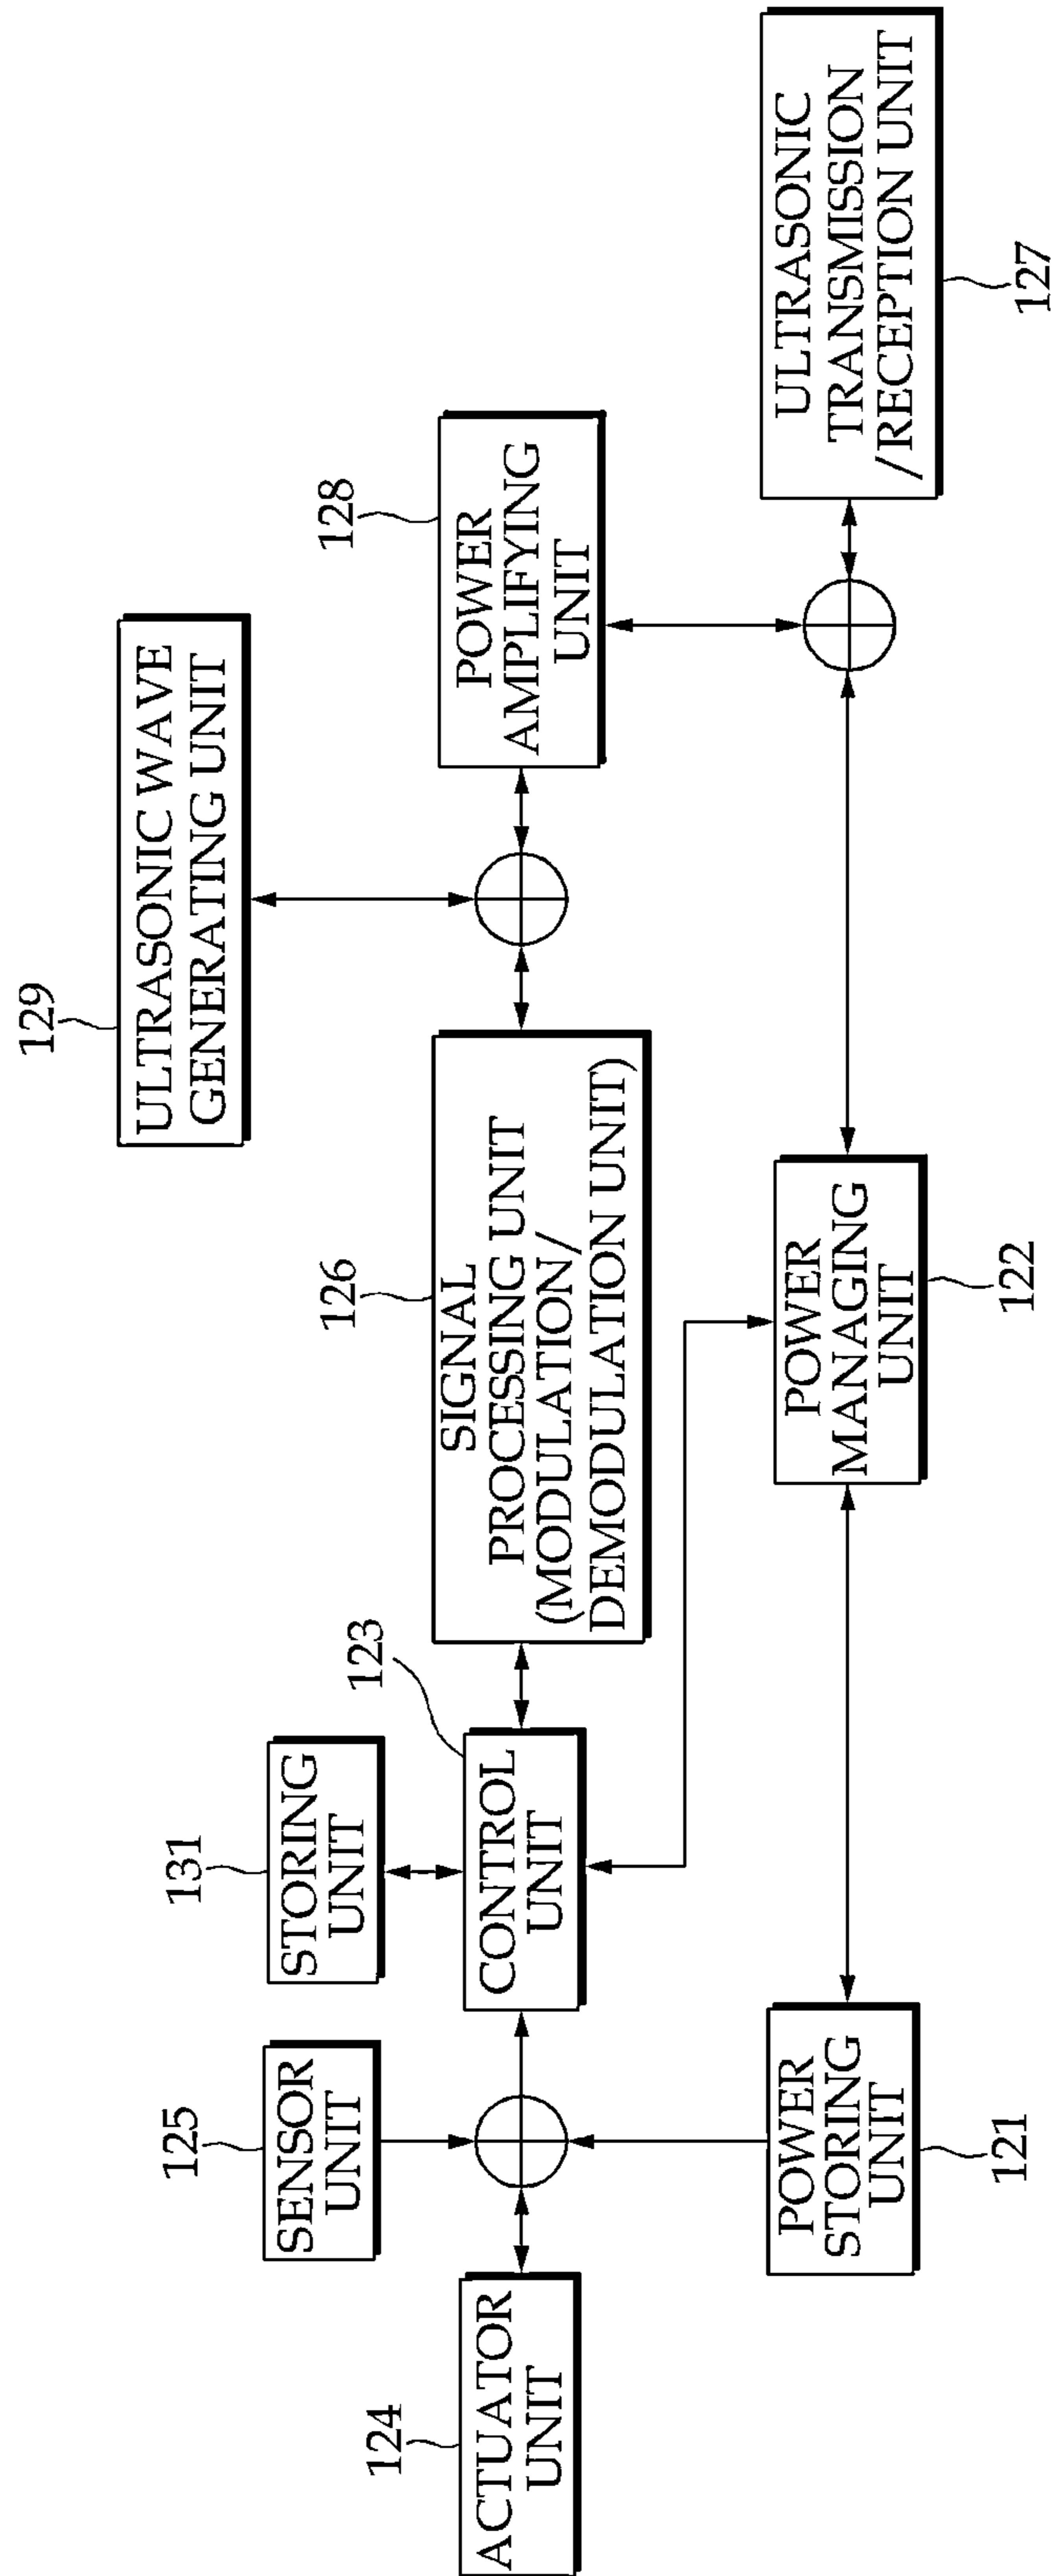 129
ULTRASONIC WAVE
GENERATING UNIT
128
POWER
AMPLIFYING
UNIT
126
SIGNAL
PROCESSING UNIT
(MODULATION /
DEMODULATION UNIT)
123
CONTROL
UNIT
131
STORING
UNIT
125
SENSOR
UNIT
124
ACTUATOR
UNIT
POWER
STORING
UNIT
121
POWER
MANAGING
UNIT
122
ULTRASONIC
TRANSMISSION
/RECEPTION UNIT
127